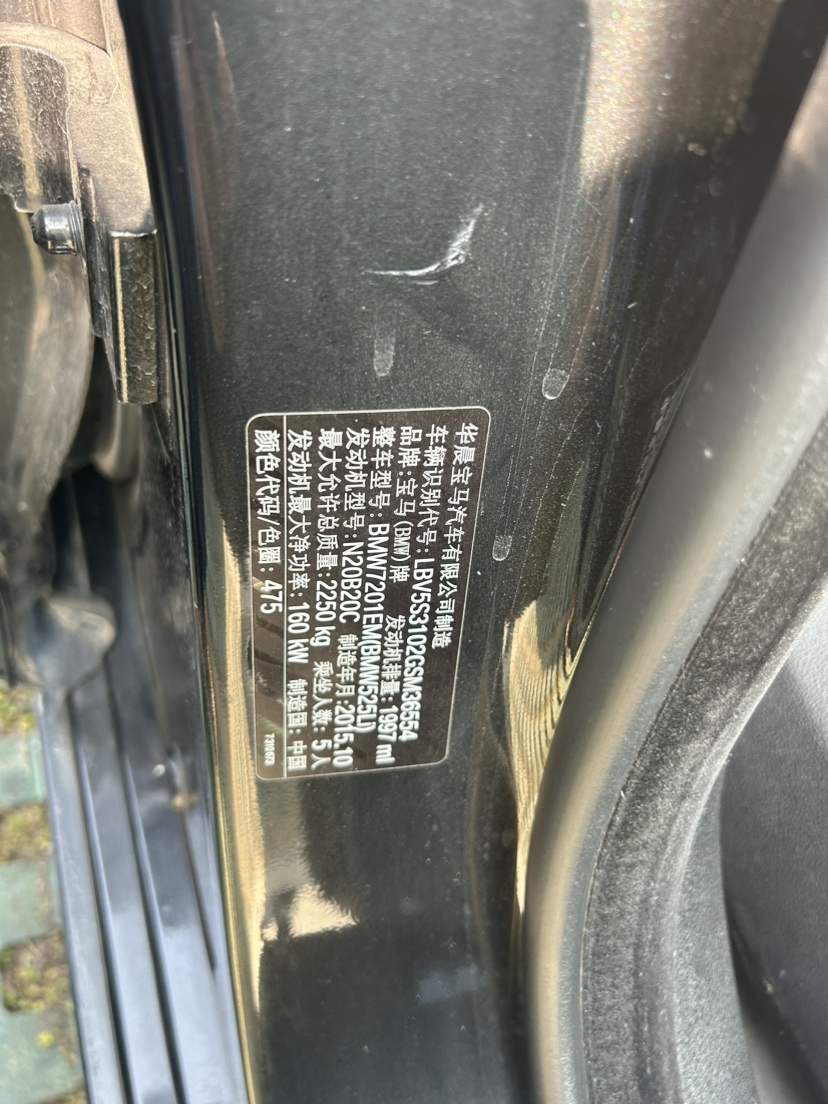 华晨宝马汽车有限公司制造
车辆识别代号:LBV5S3102GSM36554
品牌:宝马(BMW)牌 发动机排量:1997 ml
整车型号:BMW7201EM(BMW525Li)
发动机型号:N20B20C 制造年月:2015.10
最大允许总质量:2250 kg 乘坐人数:5人
发动机最大净功率:160 kW 制造国:中国
颜色代码/色圈:475